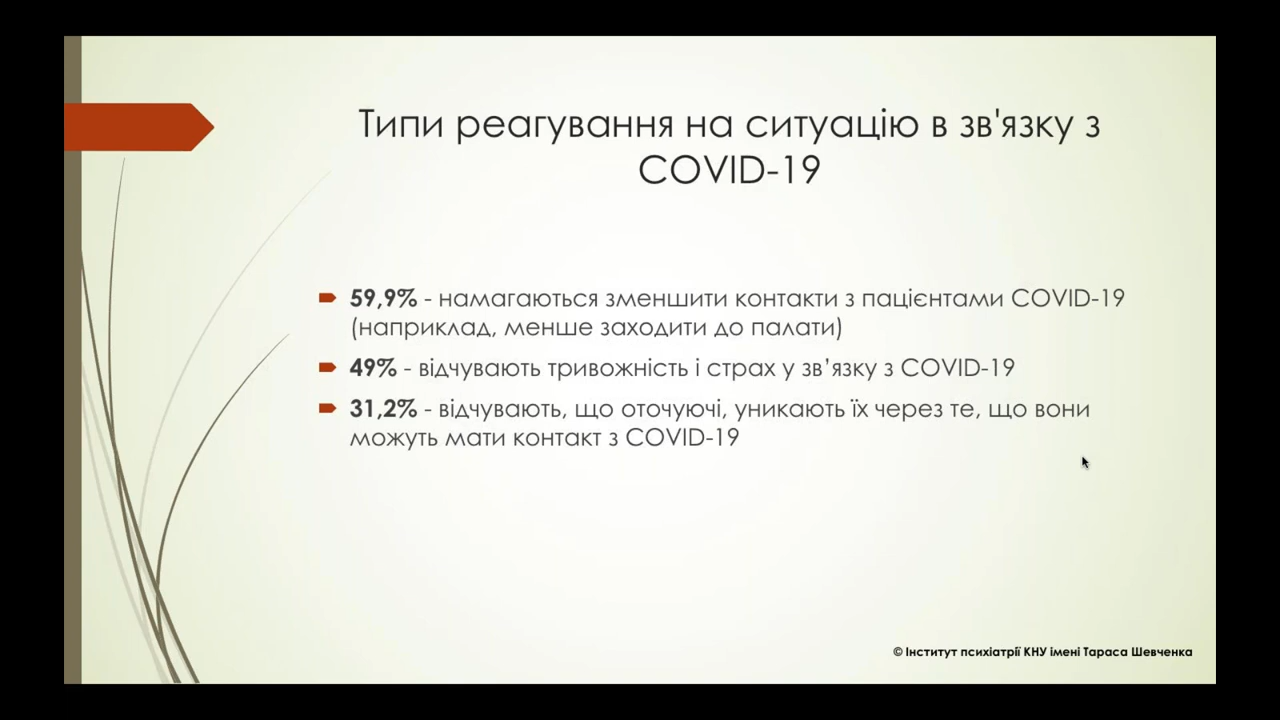 Типи реагування на ситуацію в зв'язку з
COVID-19
59,9% - намагаються зменшити контакти з пацієнтами COVID-19
(наприклад, менше заходити до палати)
49% - відчувають тривожність і страх у зв’язку з COVID-19
31,2% - відчувають, що оточуючі, уникають їх через те, що вони
можуть мати контакт з COVID-19
© Інститут психіатрії КНУ імені Тараса Шевченка